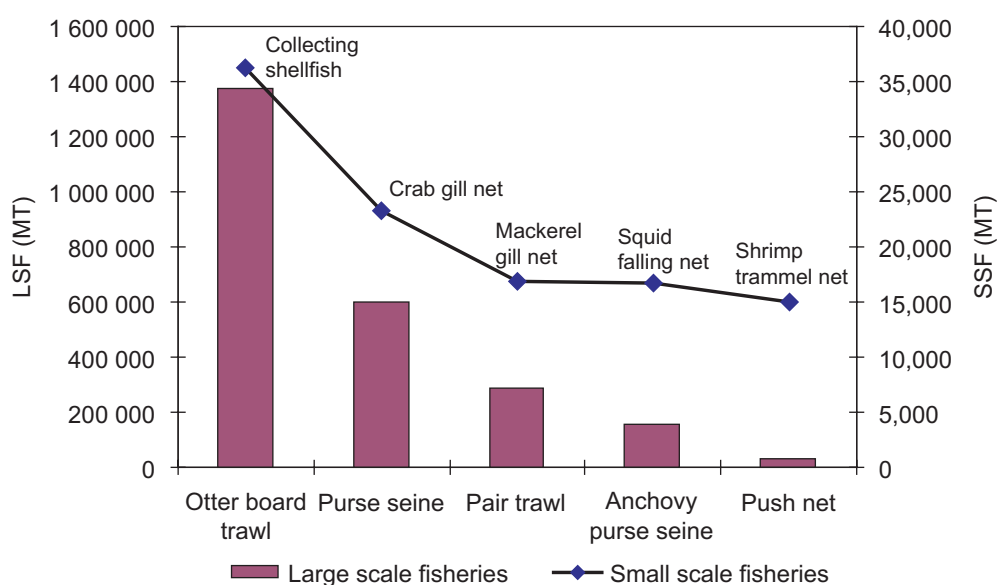 1 600 000
1 400 000
1 200 000
1 000 000
800 000
600 000
400 000
200 000
0
LSF (MT)
40,000
35,000
30,000
25,000
20,000
15,000
10,000
5,000
0
SSF (MT)
Collecting
shellfish
Crab gill net
Mackerel
gill net
Squid
falling net
Shrimp
trammel net
Otter board
trawl
Purse seine
Pair trawl
Anchovy
purse seine
Push net
Large scale fisheries
Small scale fisheries